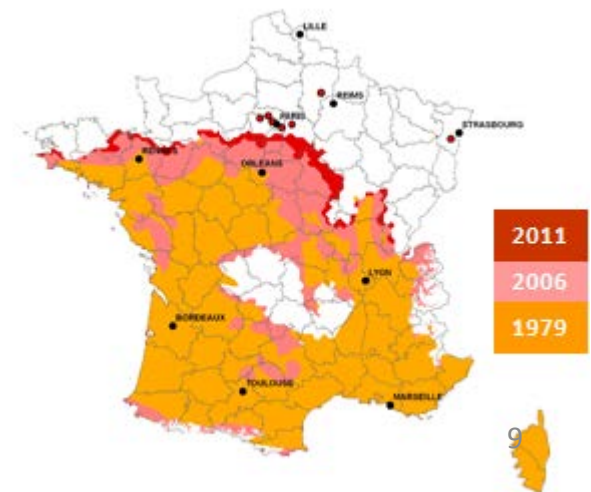 LILLE
REIMS
PARIS
STRASBOURG
RENNES
ORLEANS
2011
2006
1979
LYON
BORDEAUX
TOULOUSE
MARSEILLE
9